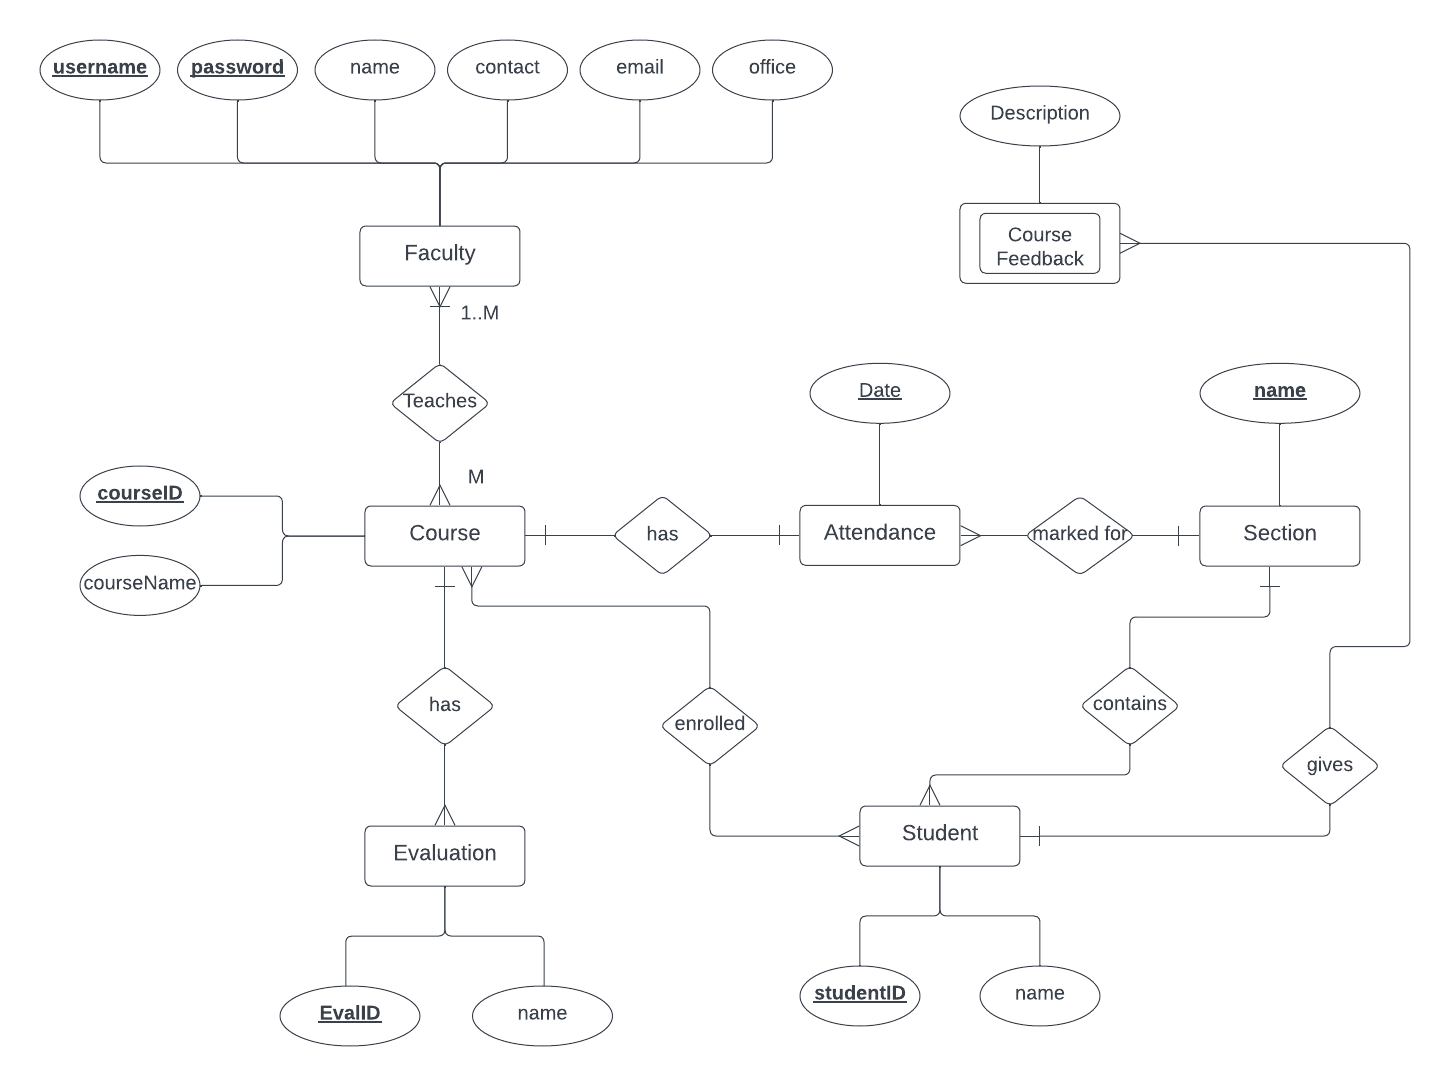 username
password
name
contact
email
office
Description
Course
Feedback
Faculty
1..M
Teaches
Date
name
M
courseID
Course
has
Attendance
marked for
Section
courseName
has
enrolled
contains
gives
Evaluation
Student
studentID
name
EvalID
name